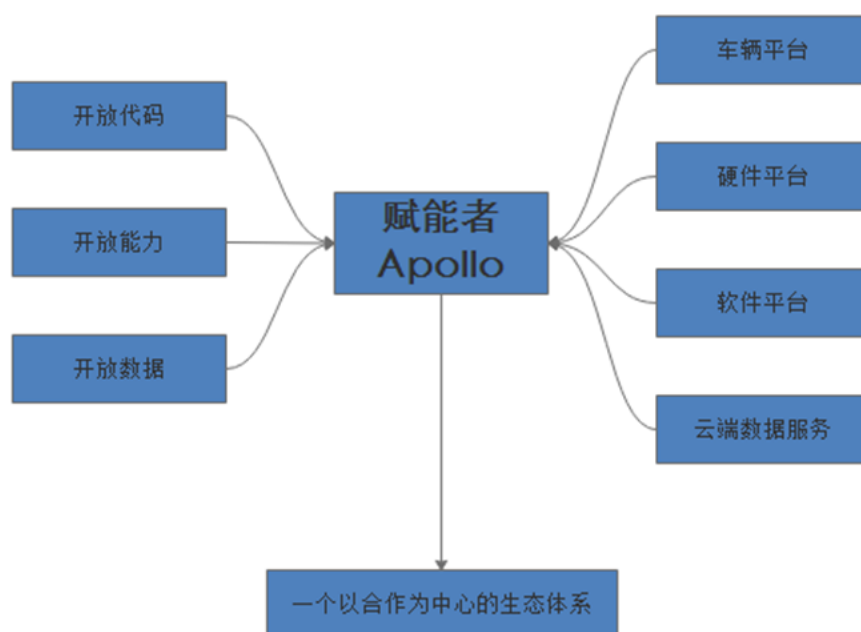 开放代码
开放能力
开放数据
赋能者
Apollo
车辆平台
硬件平台
软件平台
云端数据服务
一个以合作为中心的生态体系